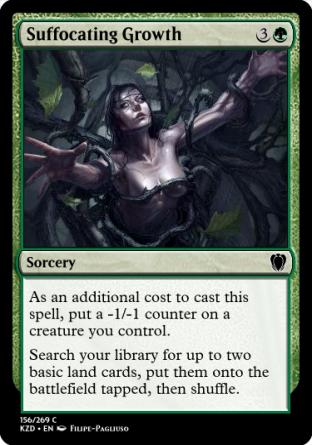 Suffocating Growth 3
Sorcery
As an additional cost to cast this
spell, put a -1/-1 counter on a
creature you control.
Search your library for up to two
basic land cards, put them onto the
battlefield tapped, then shuffle.
156/269 C
KZD • EN Filipe-Pagliuso